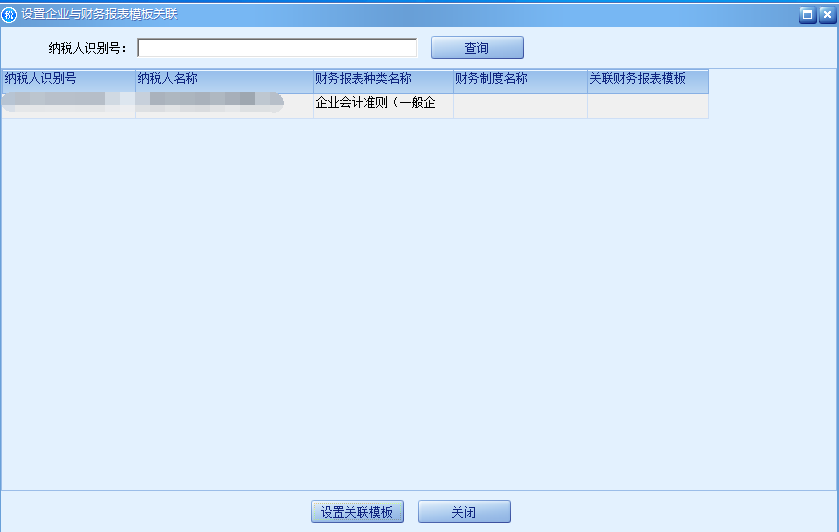 设置企业与财务报表模板关联
纳税人识别号： 查询
纳税人识别号 纳税人名称 财务报表种类名称 财务制度名称 关联财务报表模板
企业会计准则（一般企
设置关联模板 关闭